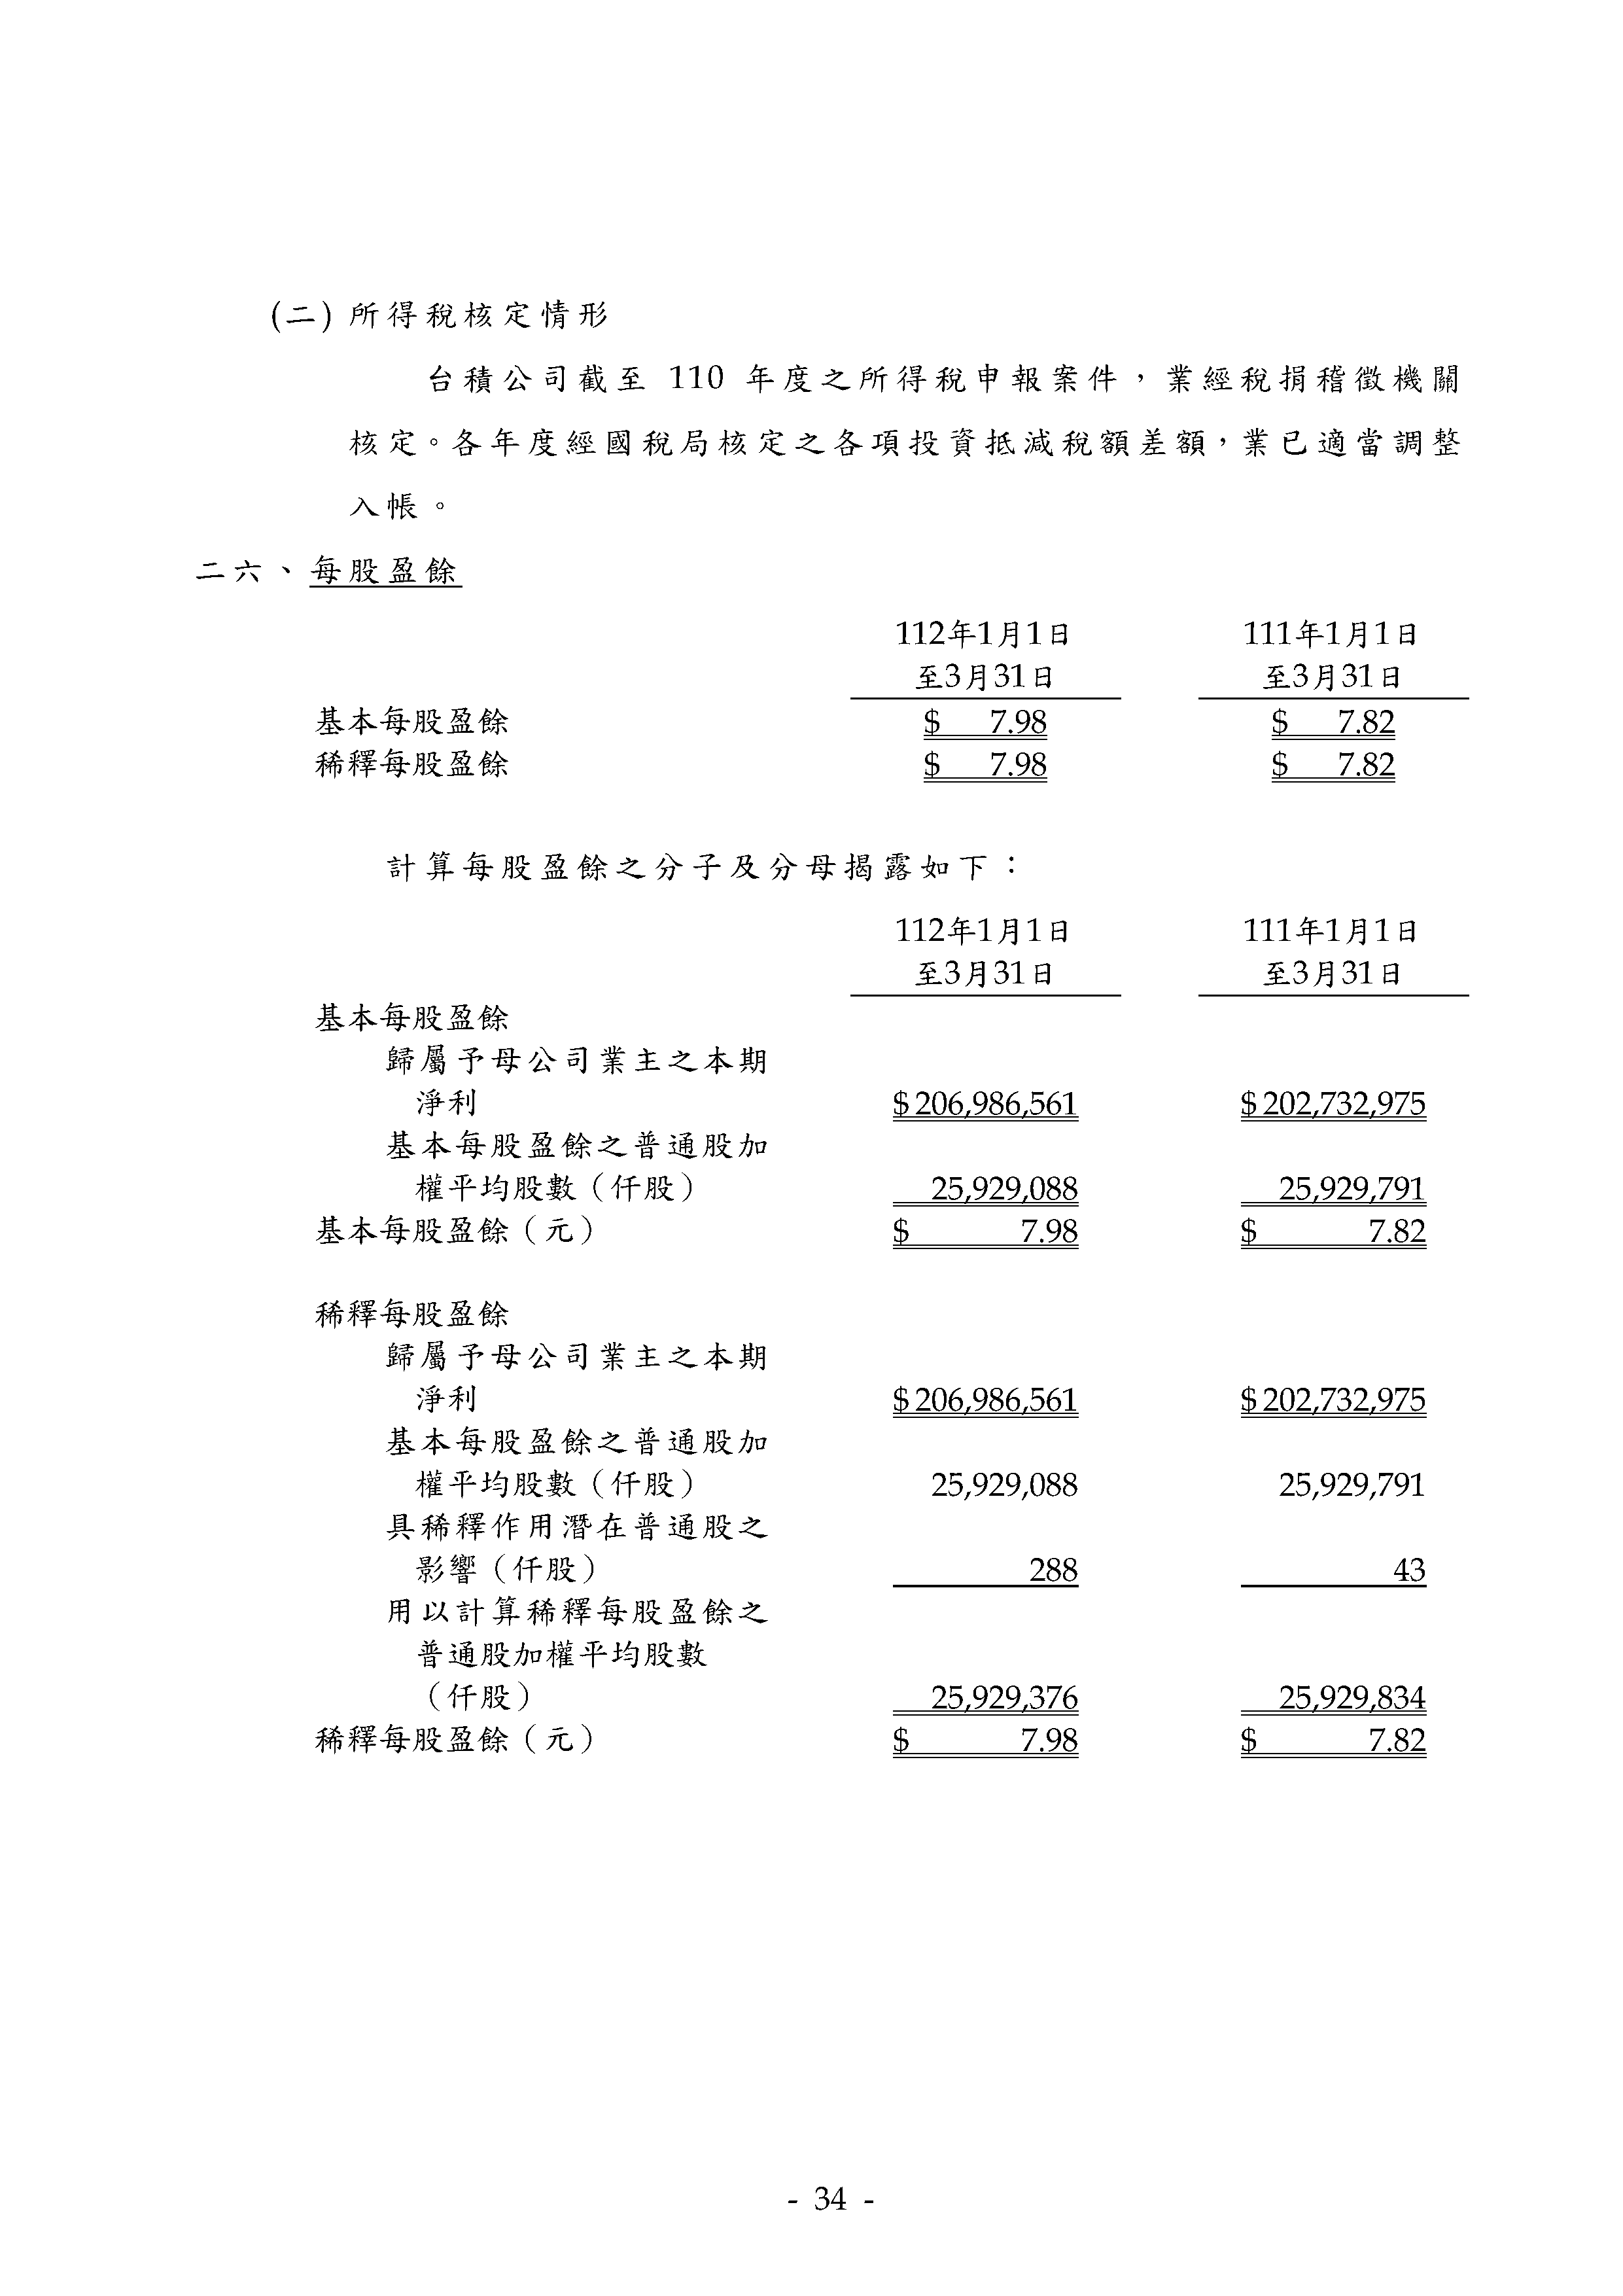 (二) 所得稅核定情形
台積公司截至 110 年度之所得稅申報案件，業經稅捐稽徵機關
核定。各年度經國稅局核定之各項投資抵減稅額差額，業已適當調整
入帳。
二六、每股盈餘
112年1月1日 111年1月1日
至3月31日 至3月31日
基本每股盈餘 $ 7.98 $ 7.82
稀釋每股盈餘 $ 7.98 $ 7.82
計算每股盈餘之分子及分母揭露如下：
112年1月1日 111年1月1日
至3月31日 至3月31日
基本每股盈餘
歸屬予母公司業主之本期
淨利 $ 206,986,561 $ 202,732,975
基本每股盈餘之普通股加
權平均股數（仟股） 25,929,088 25,929,791
基本每股盈餘（元） $ 7.98 $ 7.82
稀釋每股盈餘
歸屬予母公司業主之本期
淨利 $ 206,986,561 $ 202,732,975
基本每股盈餘之普通股加
權平均股數（仟股） 25,929,088 25,929,791
具稀釋作用潛在普通股之
影響（仟股） 288 43
用以計算稀釋每股盈餘之
普通股加權平均股數
（仟股） 25,929,376 25,929,834
稀釋每股盈餘（元） $ 7.98 $ 7.82
- 34 -